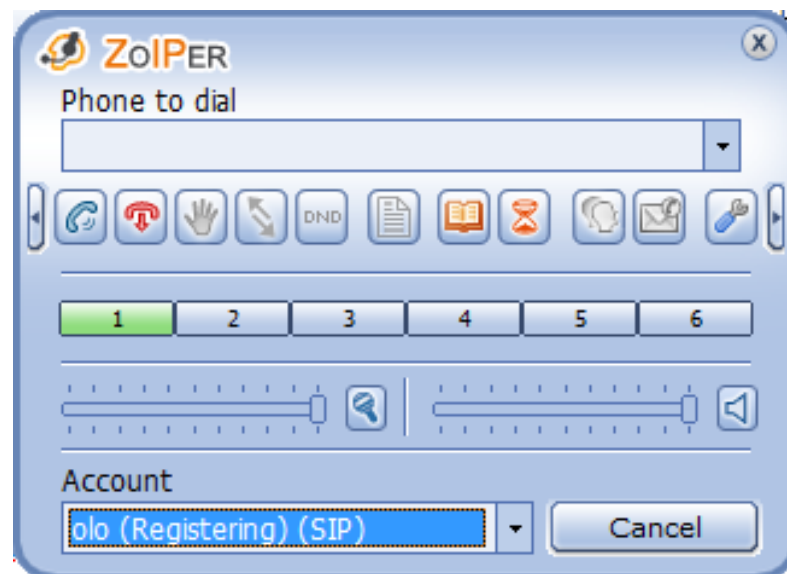 ZOIPER
Phone to dial
DND
1 2 3 4 5 6
Account
olo (Registering) (SIP)
Cancel